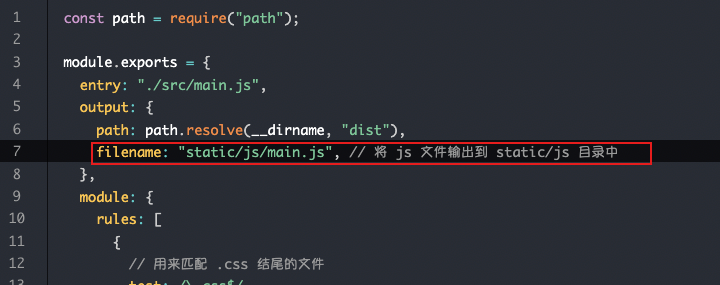 1 const path = require("path");
2
3 module.exports = {
4 entry: "./src/main.js",
5 output: {
6 path: path.resolve(__dirname, "dist"),
7 filename: "static/js/main.js", // 将 js 文件输出到 static/js 目录中
8 },
9 module: {
10 rules: [
11 {
12 // 用来匹配 .css 结尾的文件